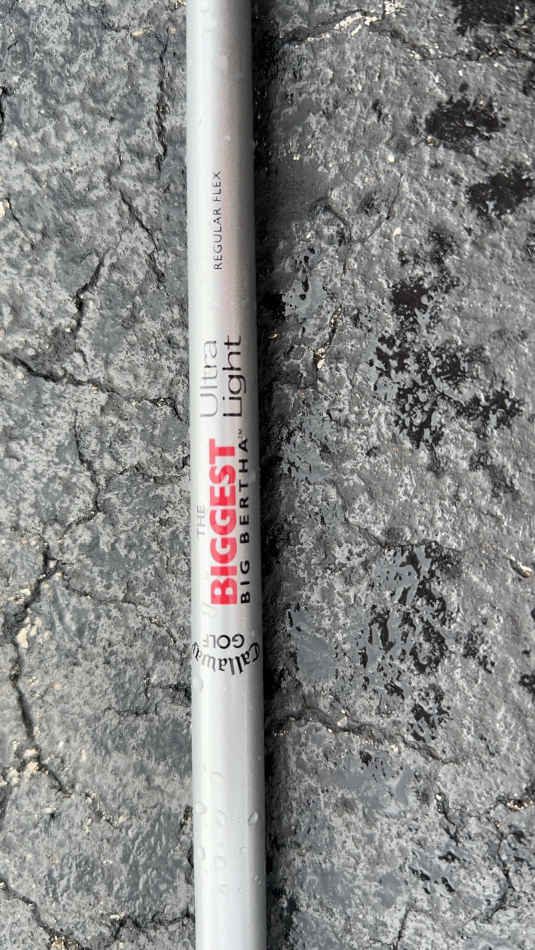 Callaway
GOLF
THE
BIGGEST
BIG BERTHA™
Ultra
Light
REGULAR FLEX